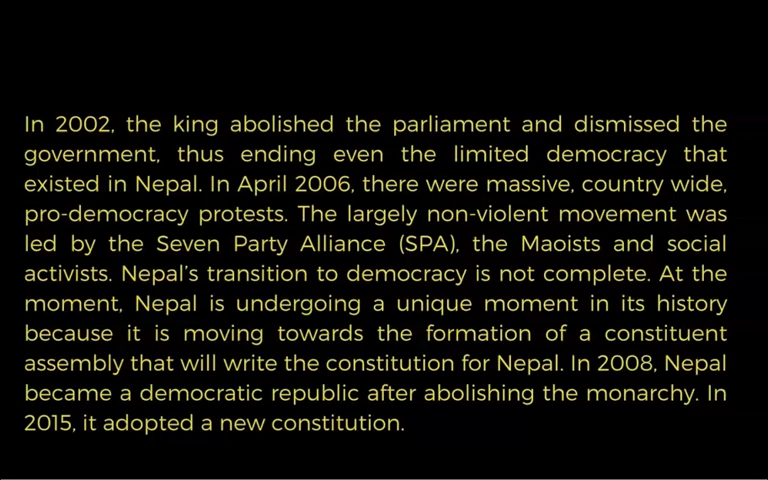 In 2002, the king abolished the parliament and dismissed the
government, thus ending even the limited democracy that
existed in Nepal. In April 2006, there were massive, country wide,
pro-democracy protests. The largely non-violent movement was
led by the Seven Party Alliance (SPA), the Maoists and social
activists. Nepal's transition to democracy is not complete. At the
moment, Nepal is undergoing a unique moment in its history
because it is moving towards the formation of a constituent
assembly that will write the constitution for Nepal. In 2008, Nepal
became a democratic republic after abolishing the monarchy. In
2015, it adopted a new constitution.